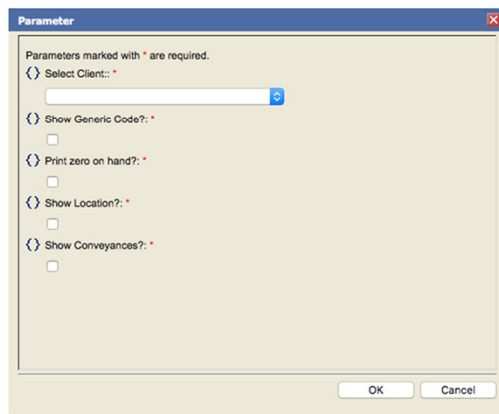 Parameter
Parameters marked with * are required.
{} Select Client:: *
{} Show Generic Code?: *
{} Print zero on hand?: *
{} Show Location?: *
{} Show Conveyances?: *
OK Cancel